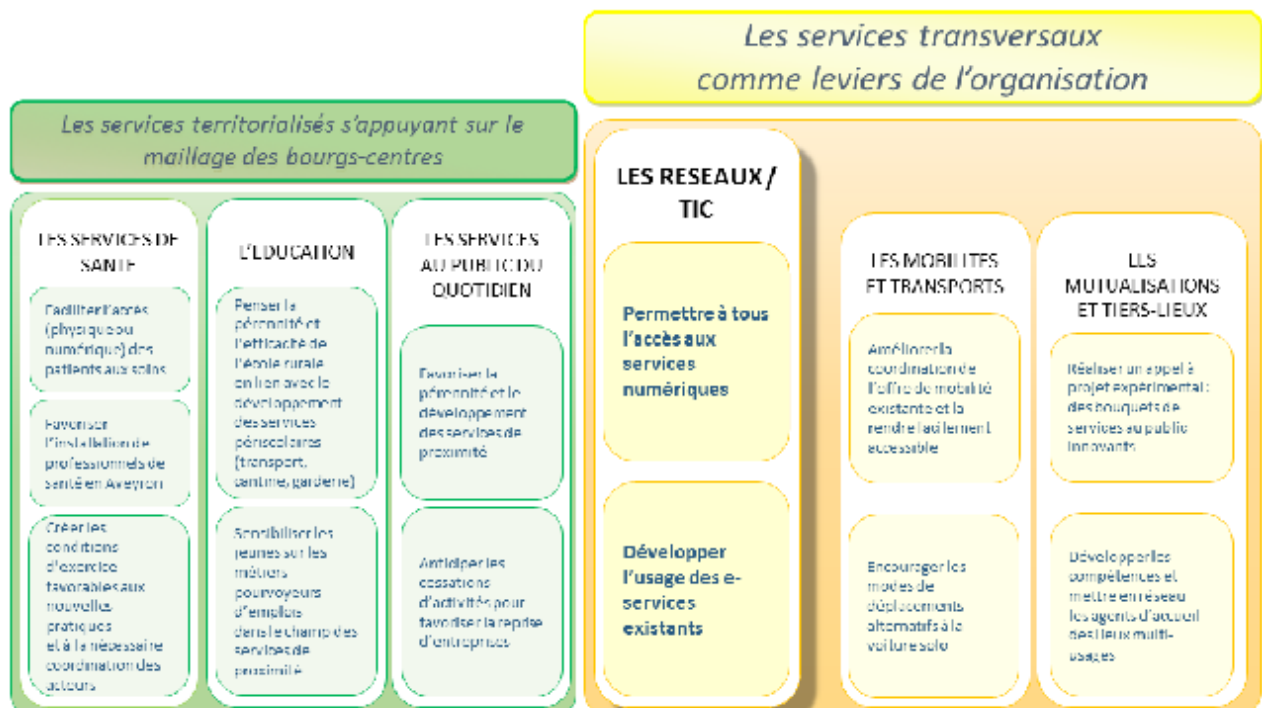 Les services transversaux
comme leviers de l'organisation
Les services territorialisés s'appuyant sur le
maillage des bourgs-centres
LES SERVICES DE
SANTE
Faciliter l'accès
(physique ou
numérique) des
patients aux soins
Favoriser
l'installation de
professionnels de
santé en Aveyron
Créer les
conditions
d'exercice
favorables aux
nouvelles
pratiques
et à la nécessaire
coordination des
acteurs
L'EDUCATION
Penser la
pérennité et
l'efficacité de
l'école rurale
en lien avec le
développement
des services
périscolaires
(transport,
cantine, garderie)
Sensibiliser les
jeunes sur les
métiers
pourvoyeurs
d'emplois
dans le champ des
services de
proximité
LES SERVICES
AU PUBLIC DU
QUOTIDIEN
Favoriser la
pérennité et le
développement
des services de
proximité
Anticiper les
cessations
d'activités pour
favoriser la reprise
d'entreprises
LES RESEAUX /
TIC
Permettre à tous
l'accès aux
services
numériques
Développer
l'usage des e-
services
existants
LES MOBILITES
ET TRANSPORTS
Améliorer la
coordination de
l'offre de mobilité
existante et la
rendre facilement
accessible
Encourager les
modes de
déplacements
alternatifs à la
voiture solo
LES
MUTUALISATIONS
ET TIERS-LIEUX
Réaliser un appel à
projet expérimental :
des bouquets de
services au public
innovants
Développer les
compétences et
mettre en réseau
les agents d'accueil
des lieux multi-
usages